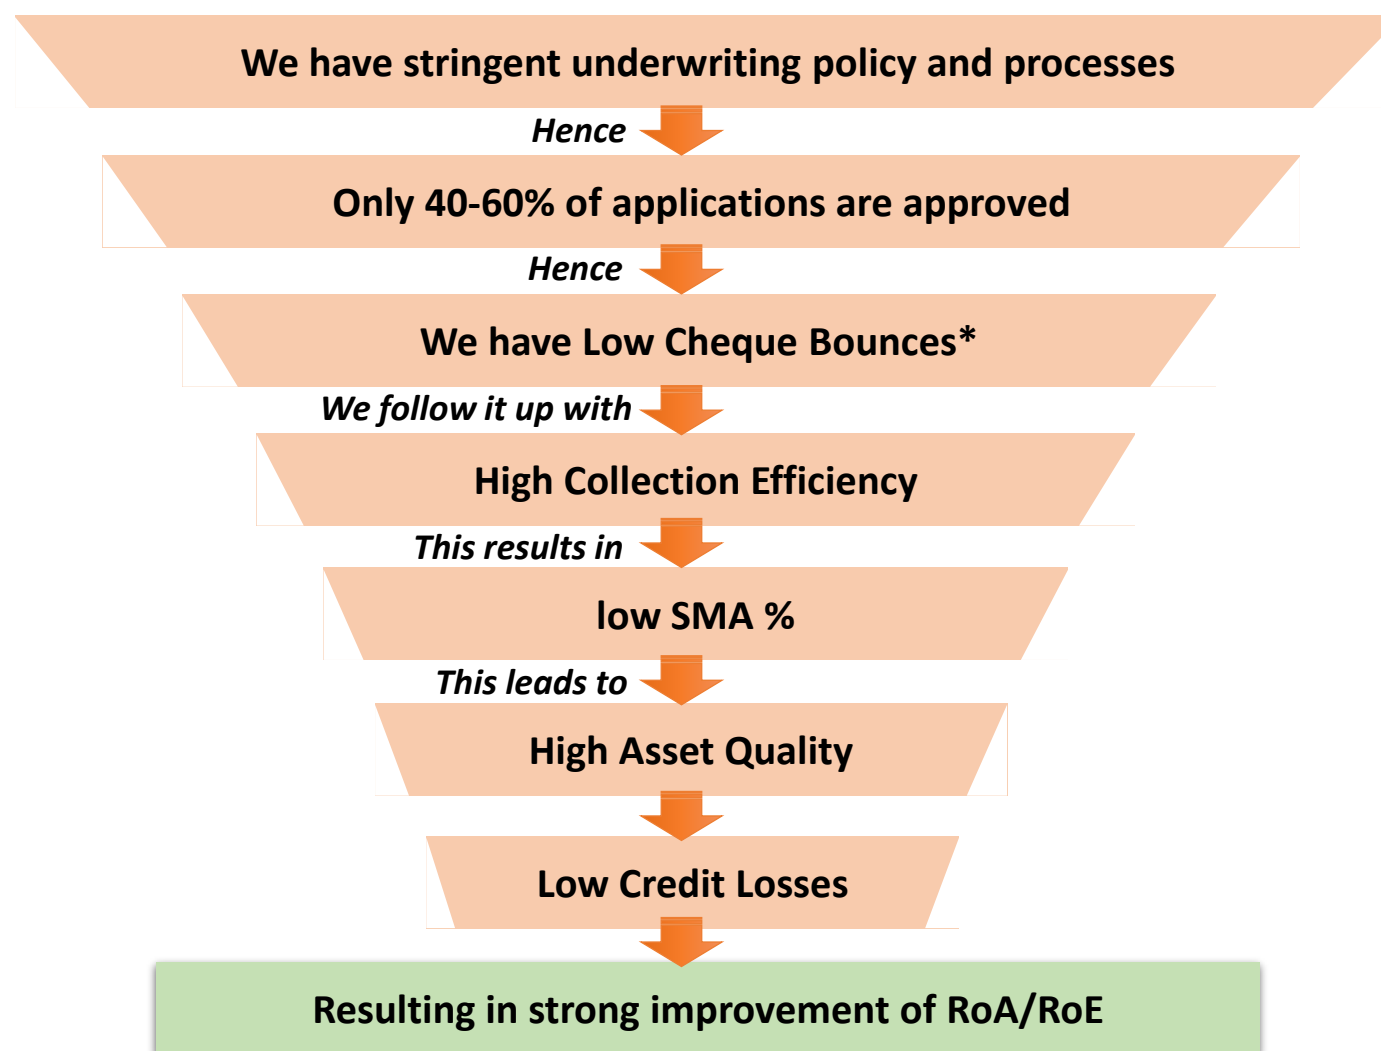 We have stringent underwriting policy and processes
Hence
Only 40-60% of applications are approved
Hence
We have Low Cheque Bounces*
We follow it up with
High Collection Efficiency
This results in
low SMA %
This leads to
High Asset Quality
Low Credit Losses
Resulting in strong improvement of RoA/RoE